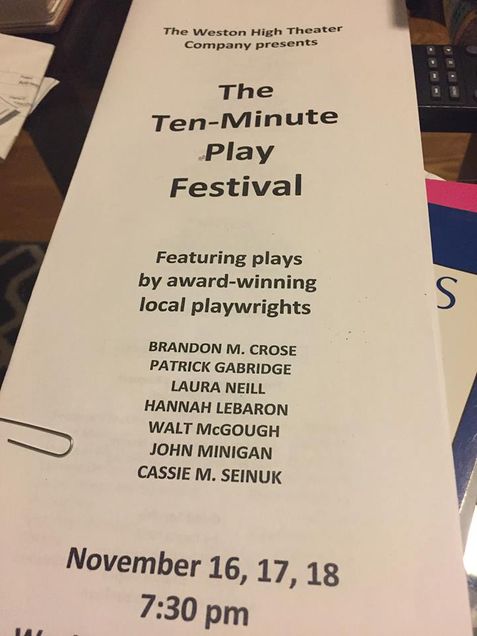 The Weston High Theater
Company presents
The
Ten-Minute
Play
Festival
Featuring plays
by award-winning
local playwrights
BRANDON M. CROSE
PATRICK GABRIDGE
LAURA NEILL
HANNAH LEBARON
WALT McGOUGH
JOHN MINIGAN
CASSIE M. SEINUK
November 16, 17, 18
7:30 pm
S